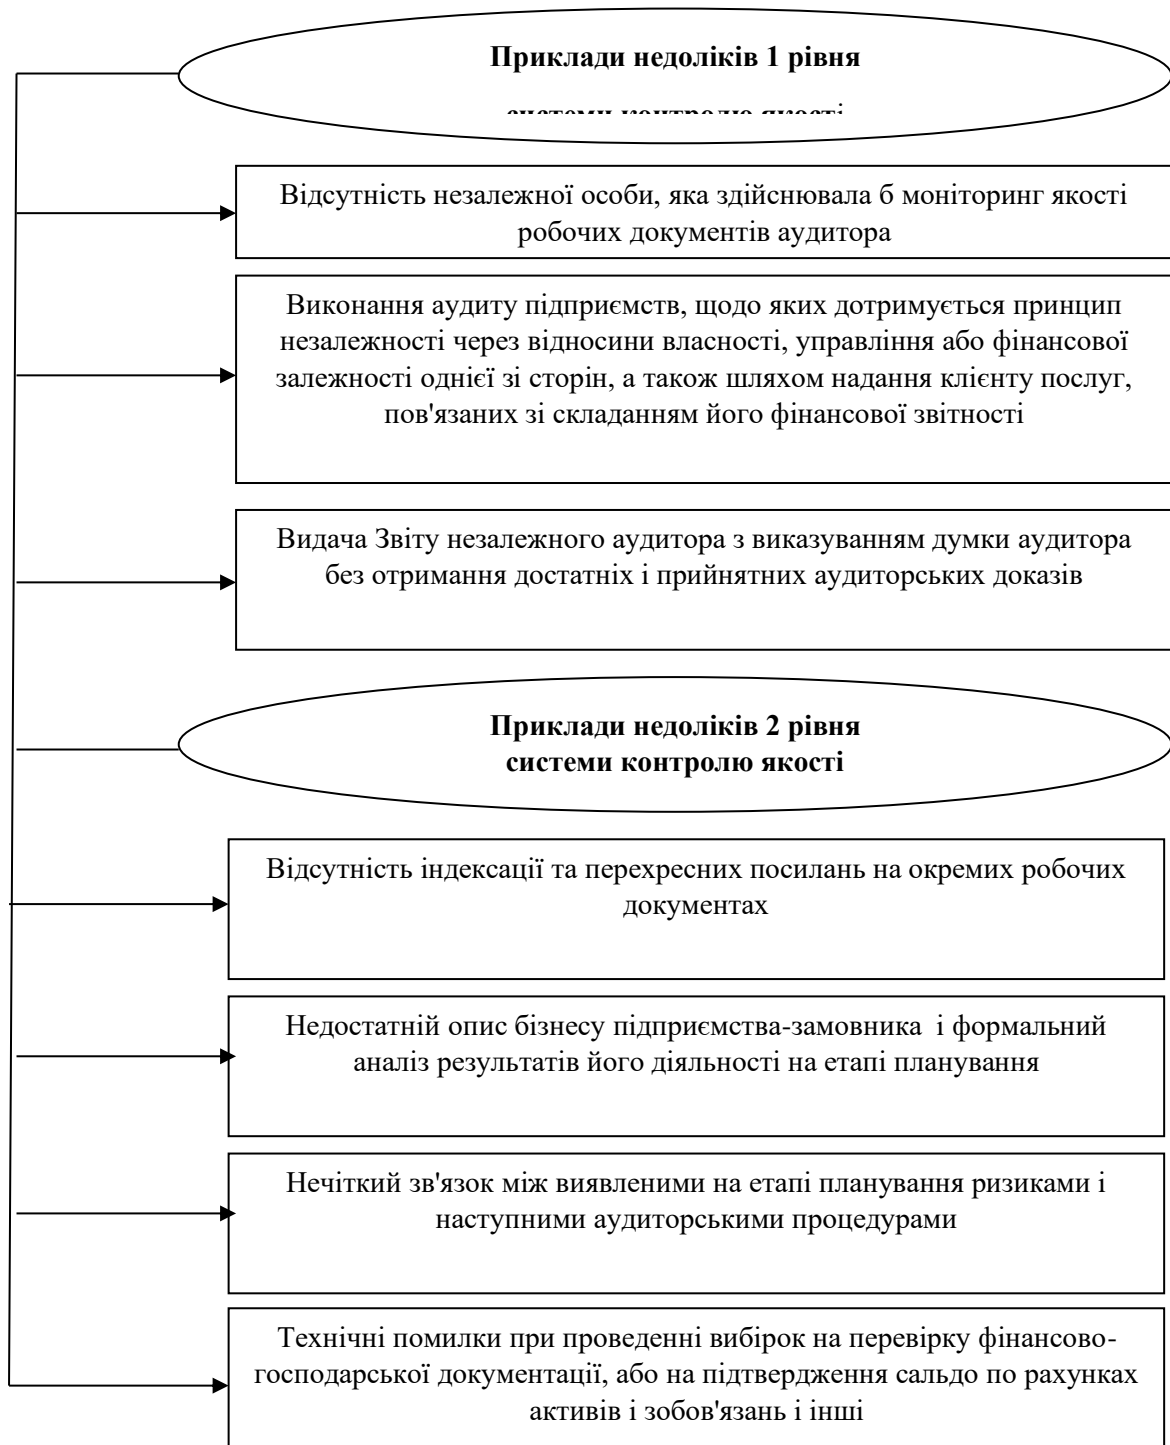 Приклади недоліків 1 рівня
системи контролю якості
Відсутність незалежної особи, яка здійснювала б моніторинг якості
робочих документів аудитора
Виконання аудиту підприємств, щодо яких дотримується принцип
незалежності через відносини власності, управління або фінансової
залежності однієї зі сторін, а також шляхом надання клієнту послуг,
пов'язаних зі складанням його фінансової звітності
Видача Звіту незалежного аудитора з виказуванням думки аудитора
без отримання достатніх і прийнятних аудиторських доказів
Приклади недоліків 2 рівня
системи контролю якості
Відсутність індексації та перехресних посилань на окремих робочих
документах
Недостатній опис бізнесу підприємства-замовника і формальний
аналіз результатів його діяльності на етапі планування
Нечіткий зв'язок між виявленими на етапі планування ризиками і
наступними аудиторськими процедурами
Технічні помилки при проведенні вибірок на перевірку фінансово-
господарської документації, або на підтвердження сальдо по рахунках
активів і зобов'язань і інші